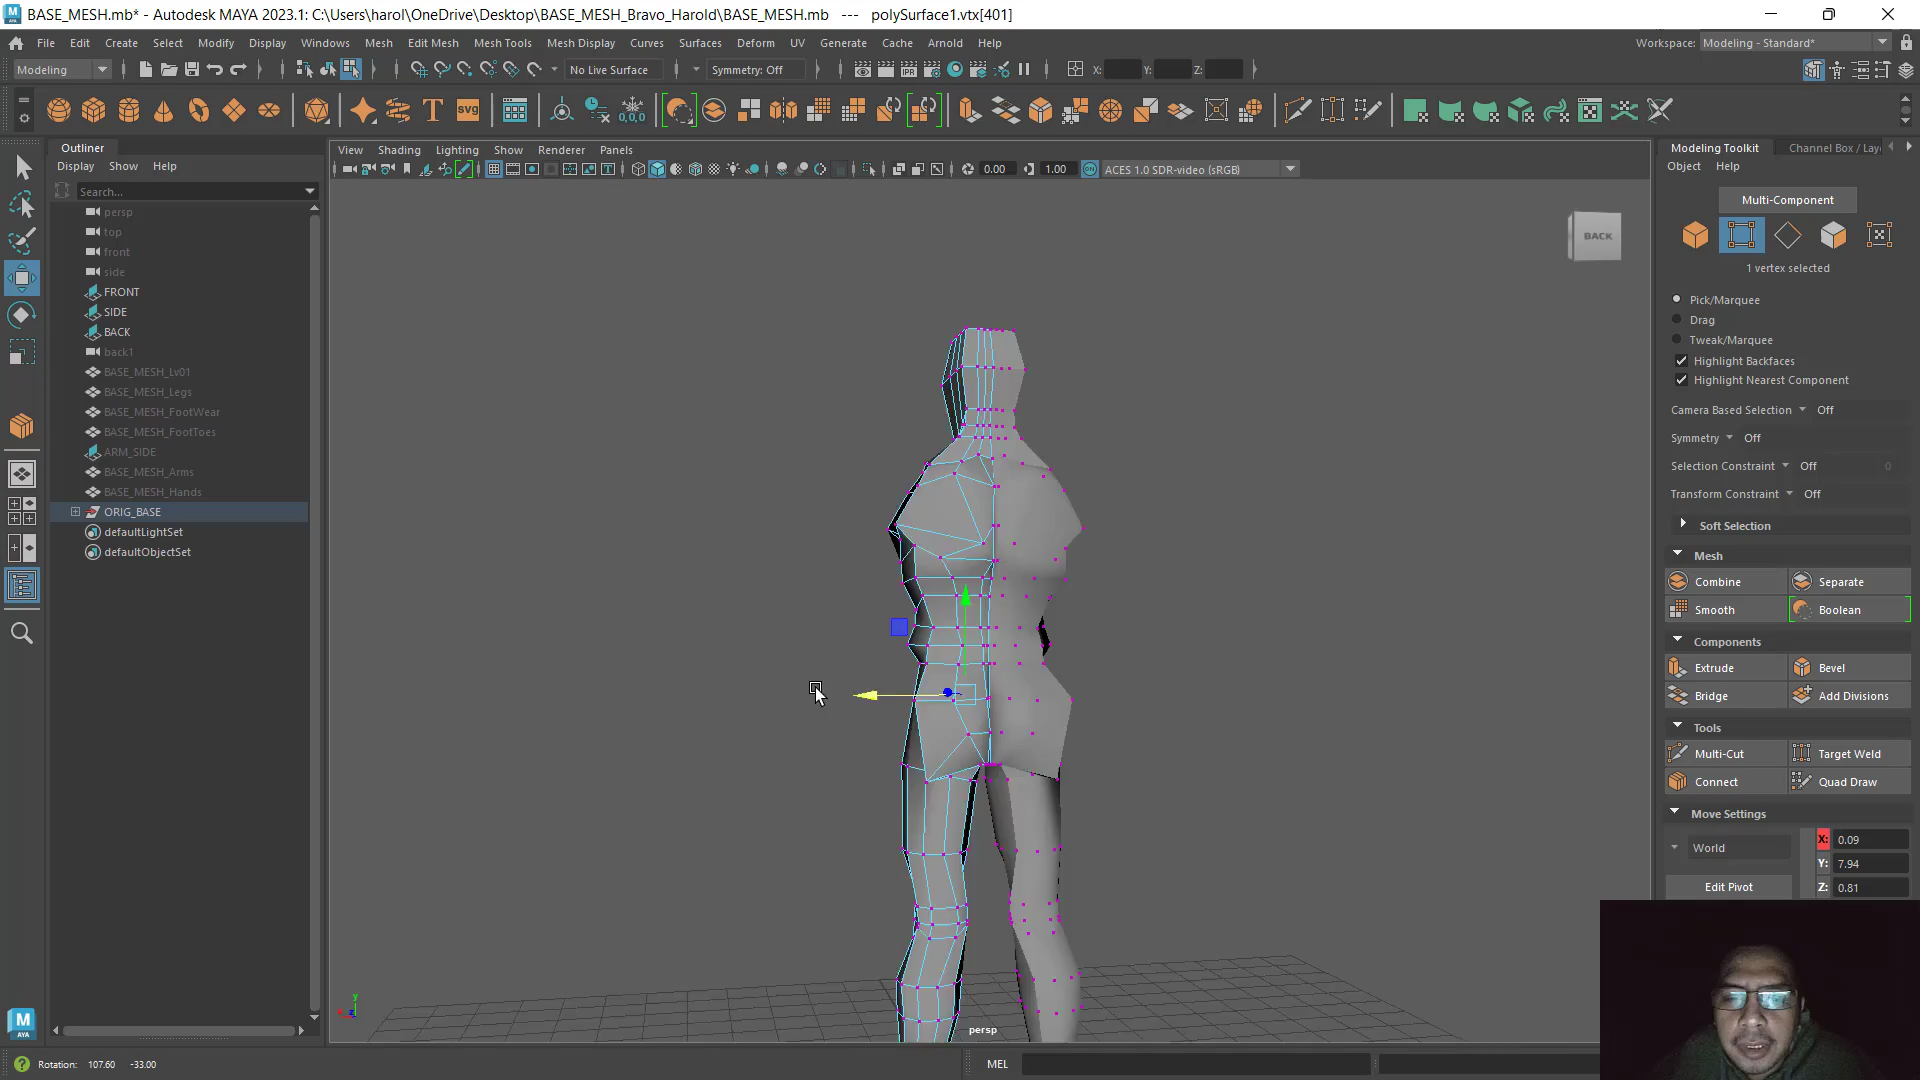 BASE_MESH.mb* - Autodesk MAYA 2023.1: C:\Users\harol\OneDrive\Desktop\BASE_MESH_Bravo_Harold\BASE_MESH.mb --- polySurface1.vtx[401]
File Edit Create Select Modify Display Windows Mesh Edit Mesh Mesh Tools Mesh Display Curves Surfaces Deform UV Generate Cache Arnold Help
Workspace: Modeling - Standard*
Modeling
No Live Surface
Symmetry: Off
IPR
X:
Y:
Z:
T
SVG
0,0,0
Outliner
Display Show Help
Search...
persp
top
front
side
FRONT
SIDE
BACK
back1
BASE_MESH_Lv01
BASE_MESH_Legs
BASE_MESH_FootWear
BASE_MESH_FootToes
ARM_SIDE
BASE_MESH_Arms
BASE_MESH_Hands
ORIG_BASE
defaultLightSet
defaultObjectSet
View Shading Lighting Show Renderer Panels
0.00
1.00
ACES 1.0 SDR-video (sRGB)
BACK
persp
Modeling Toolkit
Channel Box / Lay
Object Help
Multi-Component
1 vertex selected
Pick/Marquee
Drag
Tweak/Marquee
Highlight Backfaces
Highlight Nearest Component
Camera Based Selection Off
Symmetry Off
Selection Constraint Off 0
Transform Constraint Off
Soft Selection
Mesh
Combine Separate
Smooth Boolean
Components
Extrude Bevel
Bridge Add Divisions
Tools
Multi-Cut Target Weld
Connect Quad Draw
Move Settings
World
X: 0.09
Y: 7.94
Edit Pivot
Z: 0.81
M
AYA
Rotation: 107.60 -33.00
MEL